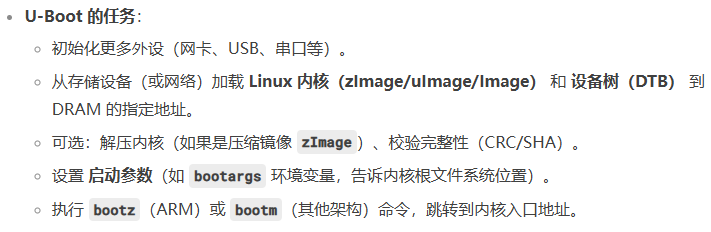 U-Boot 的任务：
初始化更多外设（网卡、USB、串口等）。
从存储设备（或网络）加载 Linux 内核（zImage/uImage/Image） 和 设备树（DTB） 到
DRAM 的指定地址。
可选：解压内核（如果是压缩镜像 zImage）、校验完整性（CRC/SHA）。
设置 启动参数（如 bootargs 环境变量，告诉内核根文件系统位置）。
执行 bootz（ARM）或 bootm（其他架构）命令，跳转到内核入口地址。